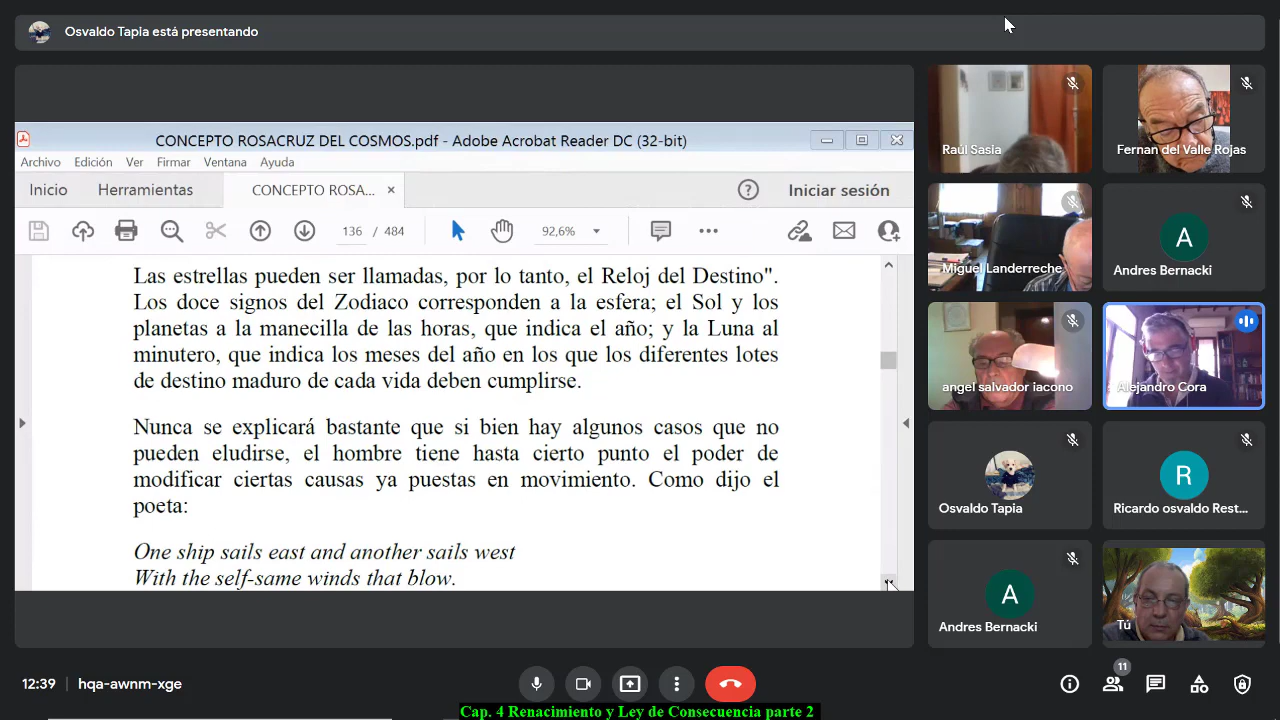 Osvaldo Tapia está presentando
CONCEPTO ROSACRUZ DEL COSMOS.pdf - Adobe Acrobat Reader DC (32-bit)
Archivo Edición Ver Firmar Ventana Ayuda
Inicio Herramientas CONCEPTO ROSA... × ? Iniciar sesión
136 / 484 92,6%
Las estrellas pueden ser llamadas, por lo tanto, el Reloj del Destino".
Los doce signos del Zodiaco corresponden a la esfera; el Sol y los
planetas a la manecilla de las horas, que indica el año; y la Luna al
minutero, que indica los meses del año en los que los diferentes lotes
de destino maduro de cada vida deben cumplirse.
Nunca se explicará bastante que si bien hay algunos casos que no
pueden eludirse, el hombre tiene hasta cierto punto el poder de
modificar ciertas causas ya puestas en movimiento. Como dijo el
poeta:
One ship sails east and another sails west
With the self-same winds that blow.
Raúl Sasia
Fernan del Valle Rojas
Miguel Landerreche
A
Andres Bernacki
angel salvador iacono
Alejandro Cora
Osvaldo Tapia
R
Ricardo osvaldo Rest...
A
Andres Bernacki
Tú
12:39 hqa-awnm-xge
11
Cap. 4 Renacimiento y Ley de Consecuencia parte 2